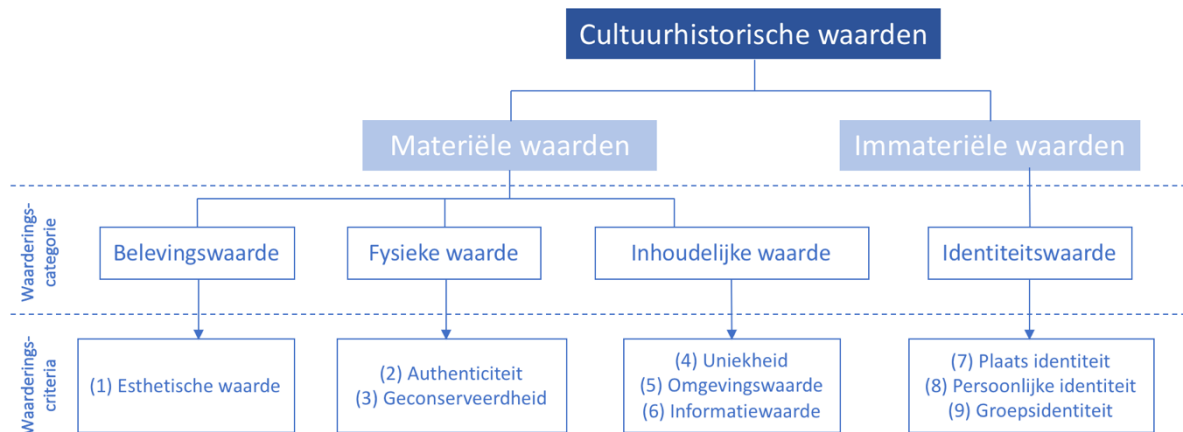 Cultuurhistorische waarden
Materiële waarden
Immateriële waarden
Waarderings-
categorie
Belevingswaarde
Fysieke waarde
Inhoudelijke waarde
Identiteitswaarde
Waarderings-
criteria
(1) Esthetische waarde
(2) Authenticiteit
(3) Geconserveerdheid
(4) Uniekheid
(5) Omgevingswaarde
(6) Informatiewaarde
(7) Plaats identiteit
(8) Persoonlijke identiteit
(9) Groepsidentiteit